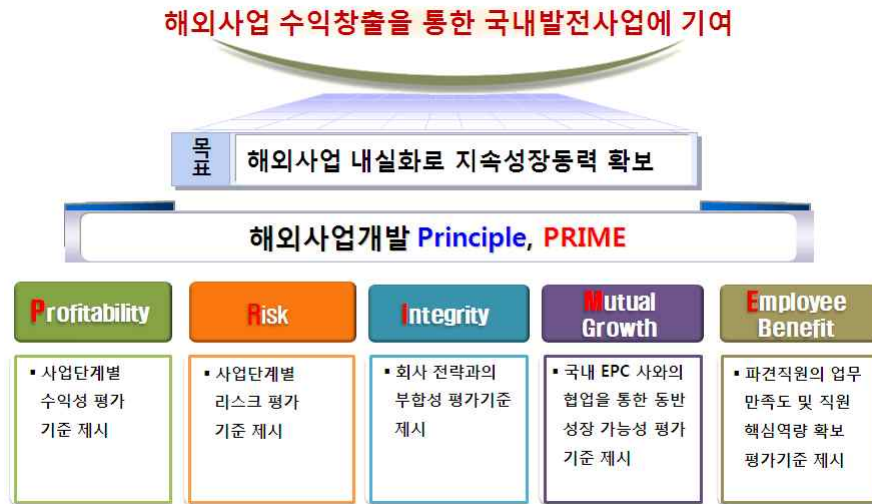 해외사업 수익창출을 통한 국내발전사업에 기여
목표
해외사업 내실화로 지속성장동력 확보
해외사업개발 Principle, PRIME
Profitability
▪ 사업단계별
수익성 평가
기준 제시
Risk
▪ 사업단계별
리스크 평가
기준 제시
Integrity
▪ 회사 전략과의
부합성 평가기준
제시
Mutual
Growth
▪ 국내 EPC 사와의
협업을 통한 동반
성장 가능성 평가
기준 제시
Employee
Benefit
▪ 파견직원의 업무
만족도 및 직원
핵심역량 확보
평가기준 제시